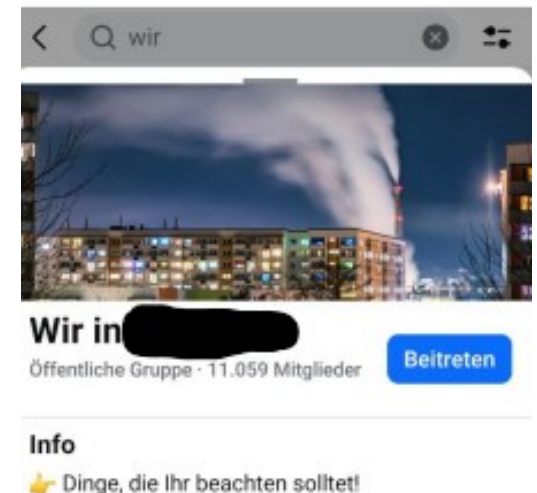 wir
Wir in
Öffentliche Gruppe · 11.059 Mitglieder
Beitreten
Info
👉 Dinge, die Ihr beachten solltet!